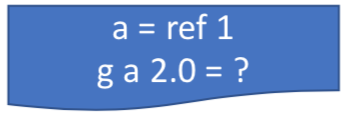 a = ref 1
g a 2.0 = ?